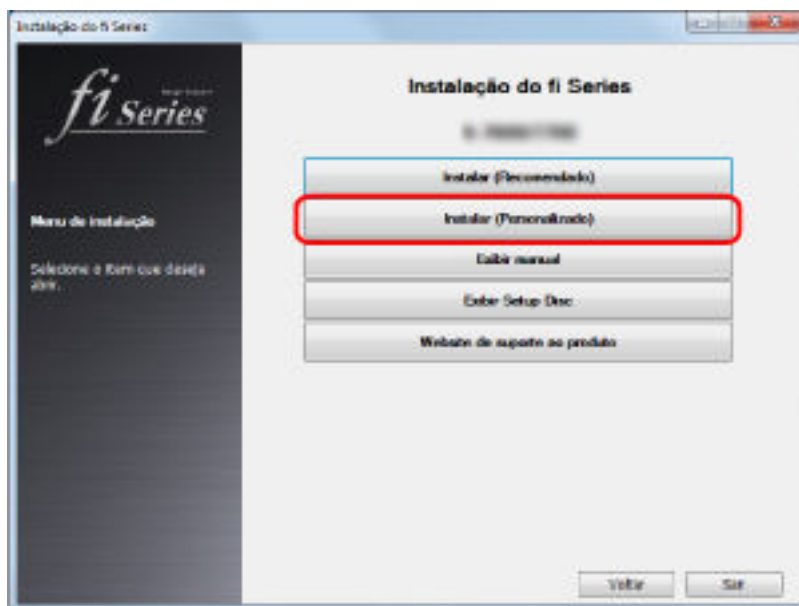 Instalação do fi Series
fi Series
Menu de instalação
Selecione o item que deseja
abrir.
Instalação do fi Series
Instalar (Recomendado)
Instalar (Personalizado)
Exibir manual
Exibir Setup Disc
Website de suporte ao produto
Voltar
Sair